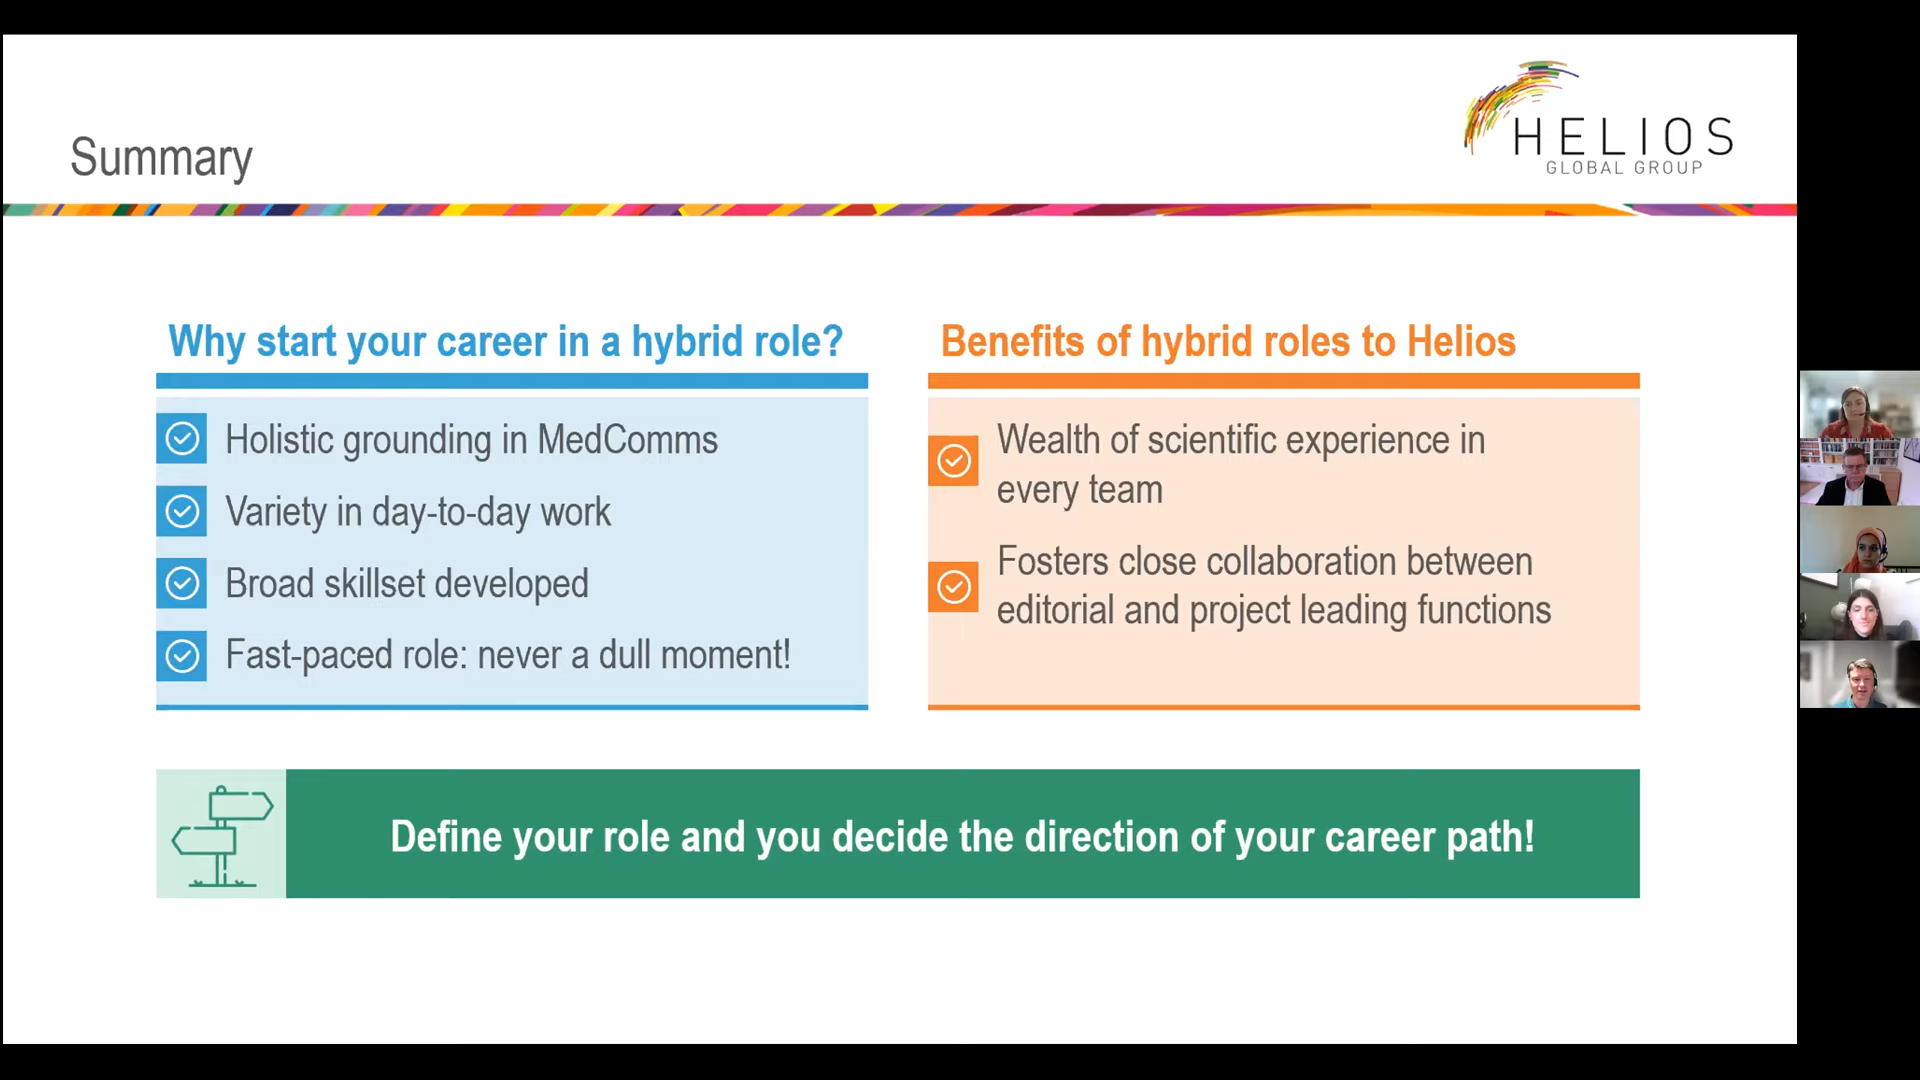 HELIOS
GLOBAL GROUP
Summary
Why start your career in a hybrid role?
Holistic grounding in MedComms
Variety in day-to-day work
Broad skillset developed
Fast-paced role: never a dull moment!
Benefits of hybrid roles to Helios
Wealth of scientific experience in
every team
Fosters close collaboration between
editorial and project leading functions
Define your role and you decide the direction of your career path!